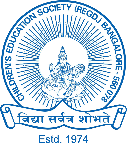 CHILDREN'S EDUCATION SOCIETY (REGD.) BANGALORE 560 078
विद्या सर्वत्र शोभते
Estd. 1974